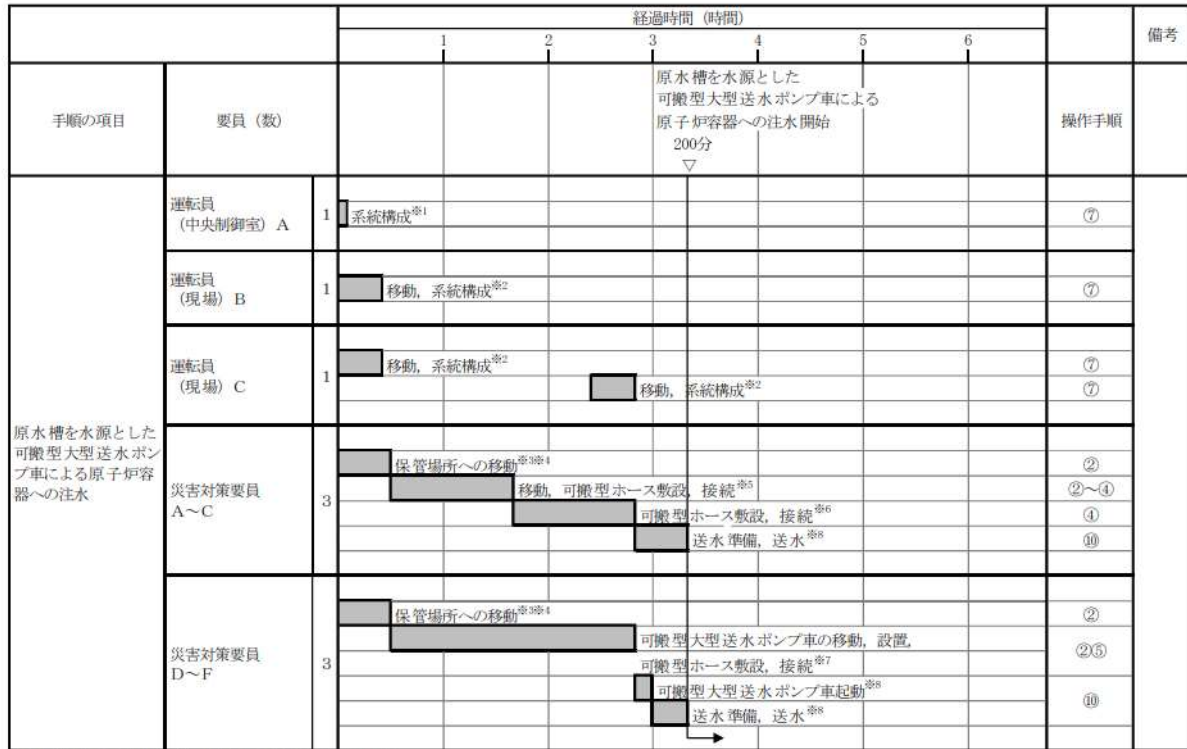 経過時間（時間）
備考
1 2 3 4 5 6
手順の項目
要員（数）
原水槽を水源とした
可搬型大型送水ポンプ車による
原子炉容器への注水開始
200分
▽
操作手順
原水槽を水源とした
可搬型大型送水ポン
プ車による原子炉容
器への注水
運転員
（中央制御室）A
1
系統構成※1
⑦
運転員
（現場）B
1
移動，系統構成※2
⑦
運転員
（現場）C
1
移動，系統構成※2
⑦
移動，系統構成※2
⑦
災害対策要員
A～C
3
保管場所への移動※3※4
②
移動，可搬型ホース敷設，接続※5
②～④
可搬型ホース敷設，接続※6
④
送水準備，送水※8
⑩
災害対策要員
D～F
3
保管場所への移動※3※4
②
可搬型大型送水ポンプ車の移動，設置，
可搬型ホース敷設，接続※7
②⑤
可搬型大型送水ポンプ車起動※8
送水準備，送水※8
⑩